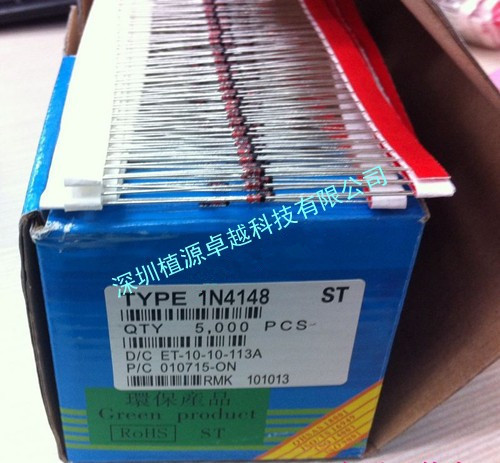 深圳植源卓越科技有限公司
TYPE 1N4148 ST
QTY 5,000 PCS
D/C ET-10-10-113A
P/C 010715-ON
RMK 101013
環保產品
Green product
RoHS ST